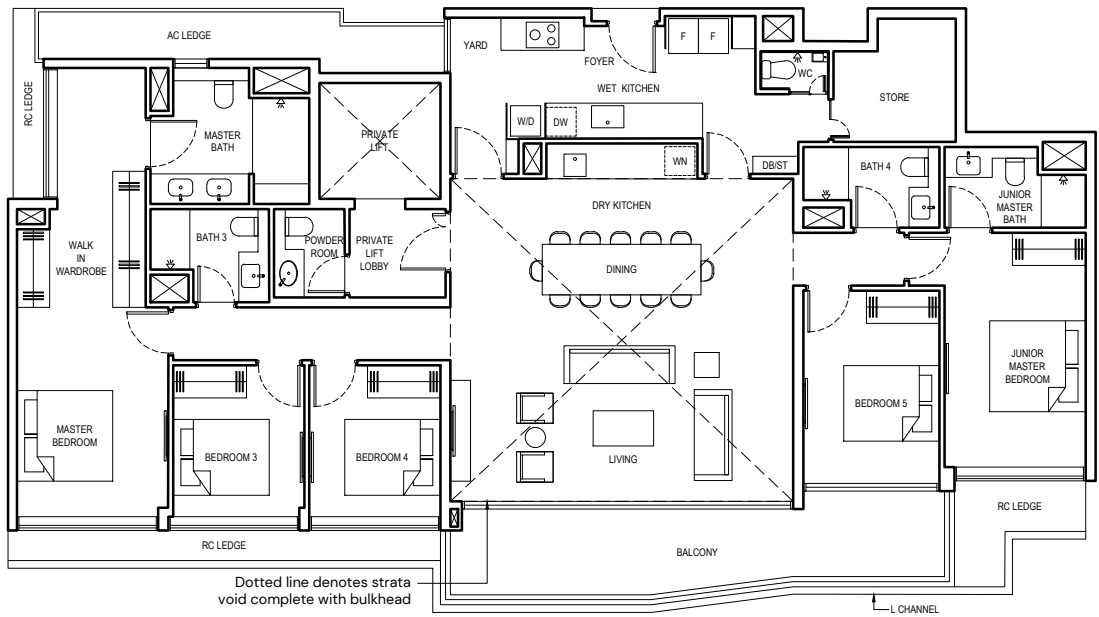 AC LEDGE
YARD
FOYER
F
F
WC
RC LEDGE
WET KITCHEN
STORE
W/D
DW
MASTER
BATH
PRIVATE
LIFT
WN
DB/ST
BATH 4
JUNIOR
MASTER
BATH
DRY KITCHEN
WALK
IN
WARDROBE
BATH 3
POWDER
ROOM
PRIVATE
LIFT
LOBBY
DINING
JUNIOR
MASTER
BEDROOM
BEDROOM 5
MASTER
BEDROOM
BEDROOM 3
BEDROOM 4
LIVING
RC LEDGE
RC LEDGE
BALCONY
Dotted line denotes strata
void complete with bulkhead
L CHANNEL